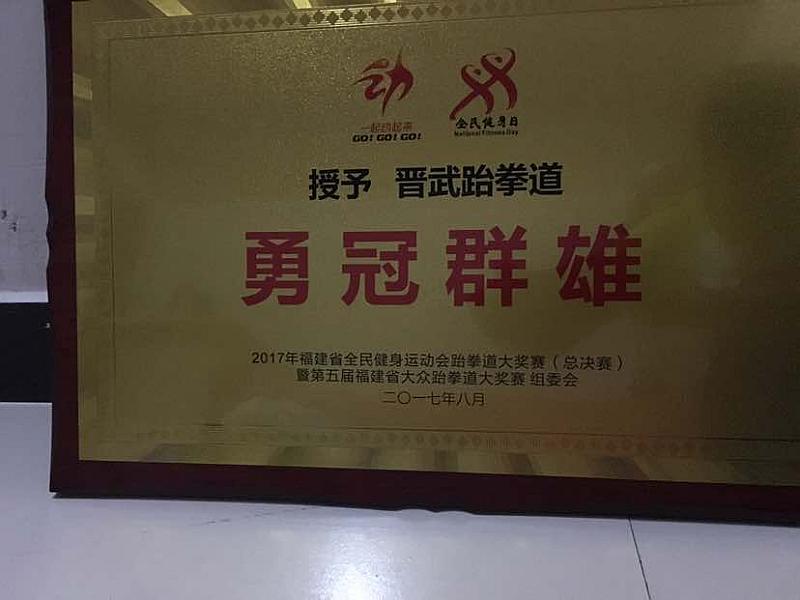 动
一起动起来
GO! GO! GO!
全民健身日
National Fitness Day
授予 晋武跆拳道
勇冠群雄
2017年福建省全民健身运动会跆拳道大奖赛（总决赛）
暨第五届福建省大众跆拳道大奖赛 组委会
二〇一七年八月